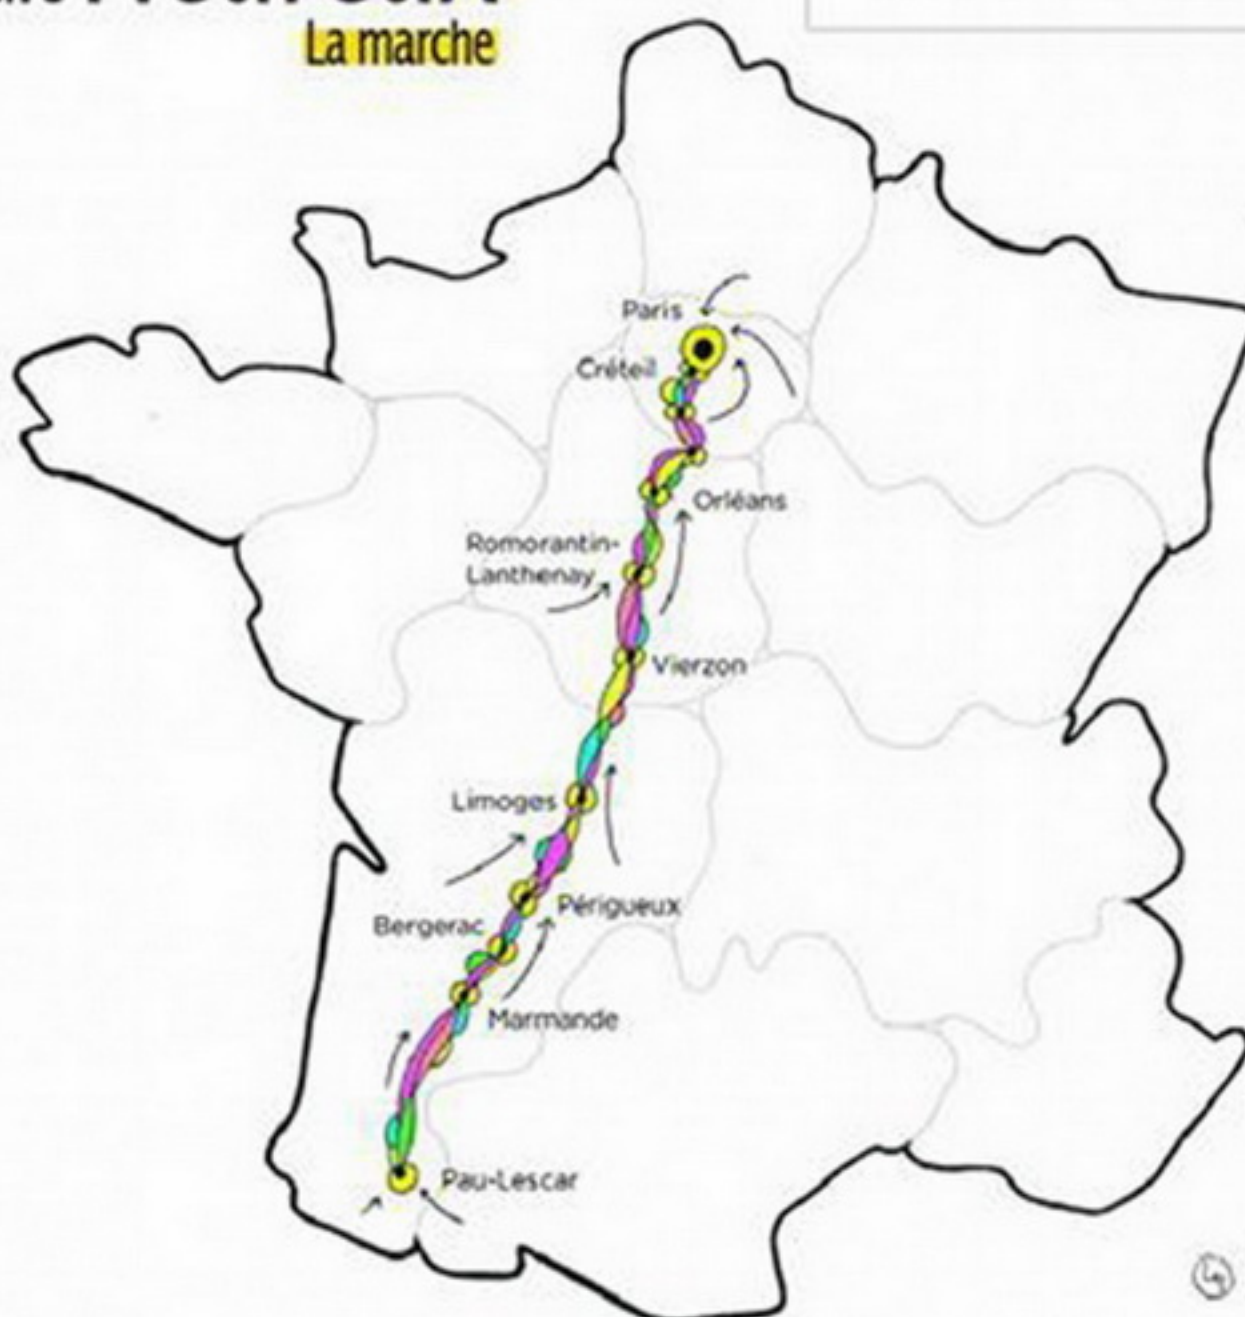 La marche
Paris
Créteil
Orléans
Romorantin-
Lanthenay
Vierzon
Limoges
Périgueux
Bergerac
Marmande
Pau-Lescar